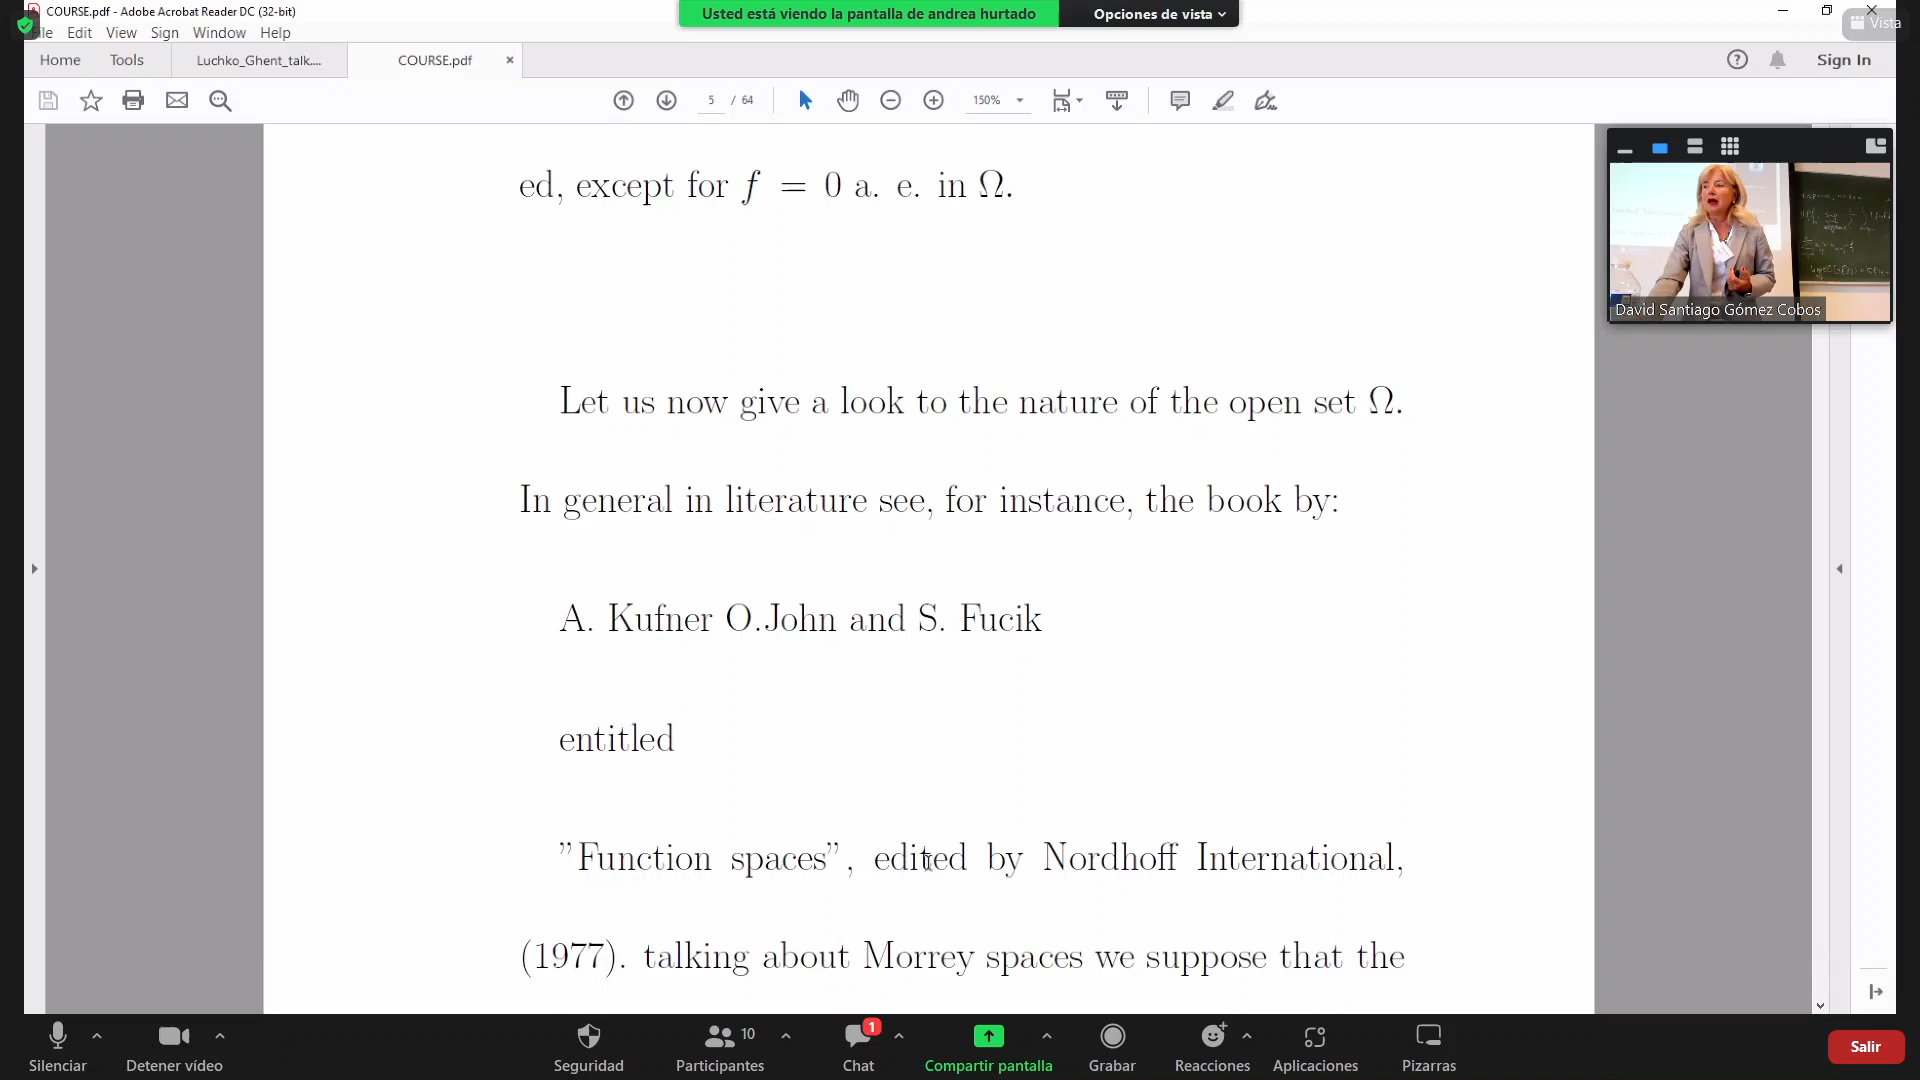 COURSE.pdf - Adobe Acrobat Reader DC (32-bit)
Usted está viendo la pantalla de andrea hurtado
Opciones de vista
Vista
File Edit View Sign Window Help
Home Tools Luchko_Ghent_talk.... COURSE.pdf
Sign In
5 / 64 150%
ed, except for f = 0 a. e. in Ω.
Let us now give a look to the nature of the open set Ω.
In general in literature see, for instance, the book by:
A. Kufner O.John and S. Fucik
entitled
”Function spaces”, edited by Nordhoff International,
(1977). talking about Morrey spaces we suppose that the
David Santiago Gómez Cobos
10 1
Silenciar Detener vídeo Seguridad Participantes Chat Compartir pantalla Grabar Reacciones Aplicaciones Pizarras Salir